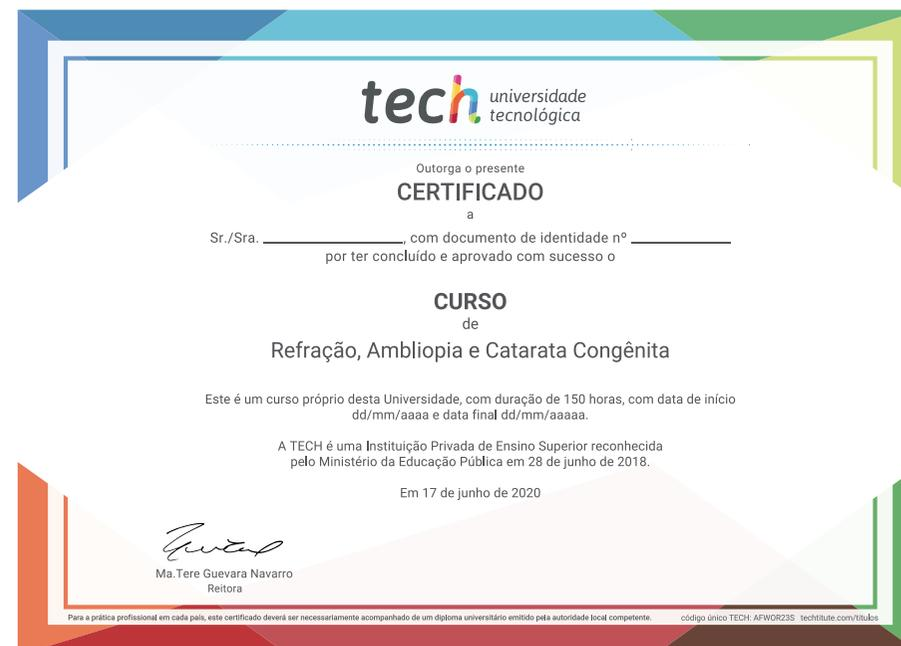 tech universidade
tecnológica
Outorga o presente
CERTIFICADO
a
Sr./Sra. ________________, com documento de identidade nº ____________
por ter concluído e aprovado com sucesso o
CURSO
de
Refração, Ambliopia e Catarata Congênita
Este é um curso próprio desta Universidade, com duração de 150 horas, com data de início
dd/mm/aaaa e data final dd/mm/aaaaa.
A TECH é uma Instituição Privada de Ensino Superior reconhecida
pelo Ministério da Educação Pública em 28 de junho de 2018.
Em 17 de junho de 2020
Ma.Tere Guevara Navarro
Reitora
Para a prática profissional em cada país, este certificado deverá ser necessariamente acompanhado de um diploma universitário emitido pela autoridade local competente. código único TECH: AFWOR23S techtitute.com/titulos